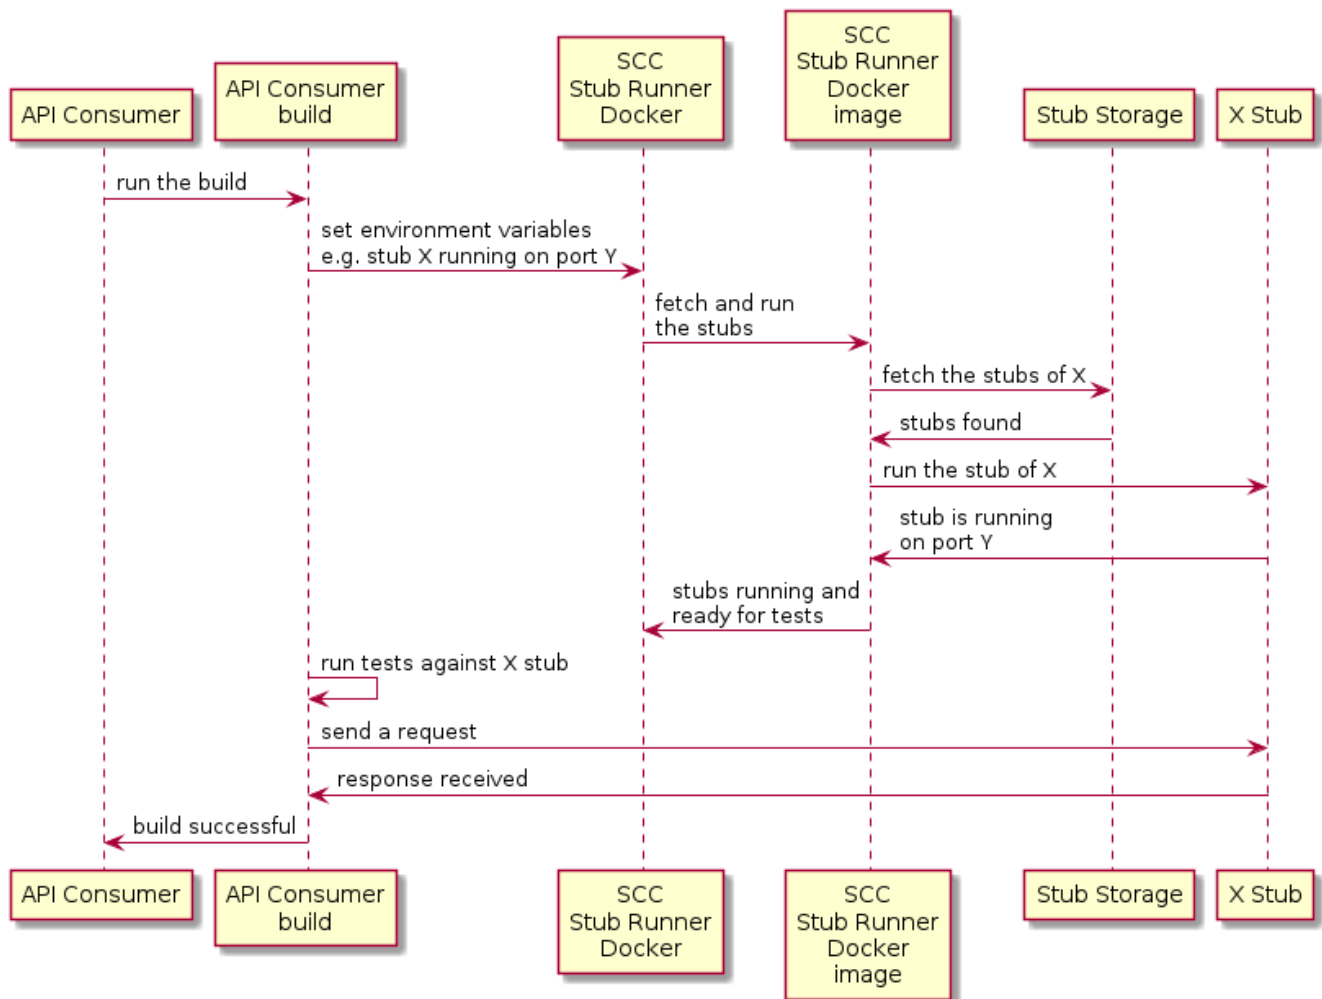 API Consumer
API Consumer
build
SCC
Stub Runner
Docker
SCC
Stub Runner
Docker
image
Stub Storage
X Stub
run the build
set environment variables
e.g. stub X running on port Y
fetch and run
the stubs
fetch the stubs of X
stubs found
run the stub of X
stub is running
on port Y
stubs running and
ready for tests
run tests against X stub
send a request
response received
build successful
API Consumer
API Consumer
build
SCC
Stub Runner
Docker
SCC
Stub Runner
Docker
image
Stub Storage
X Stub